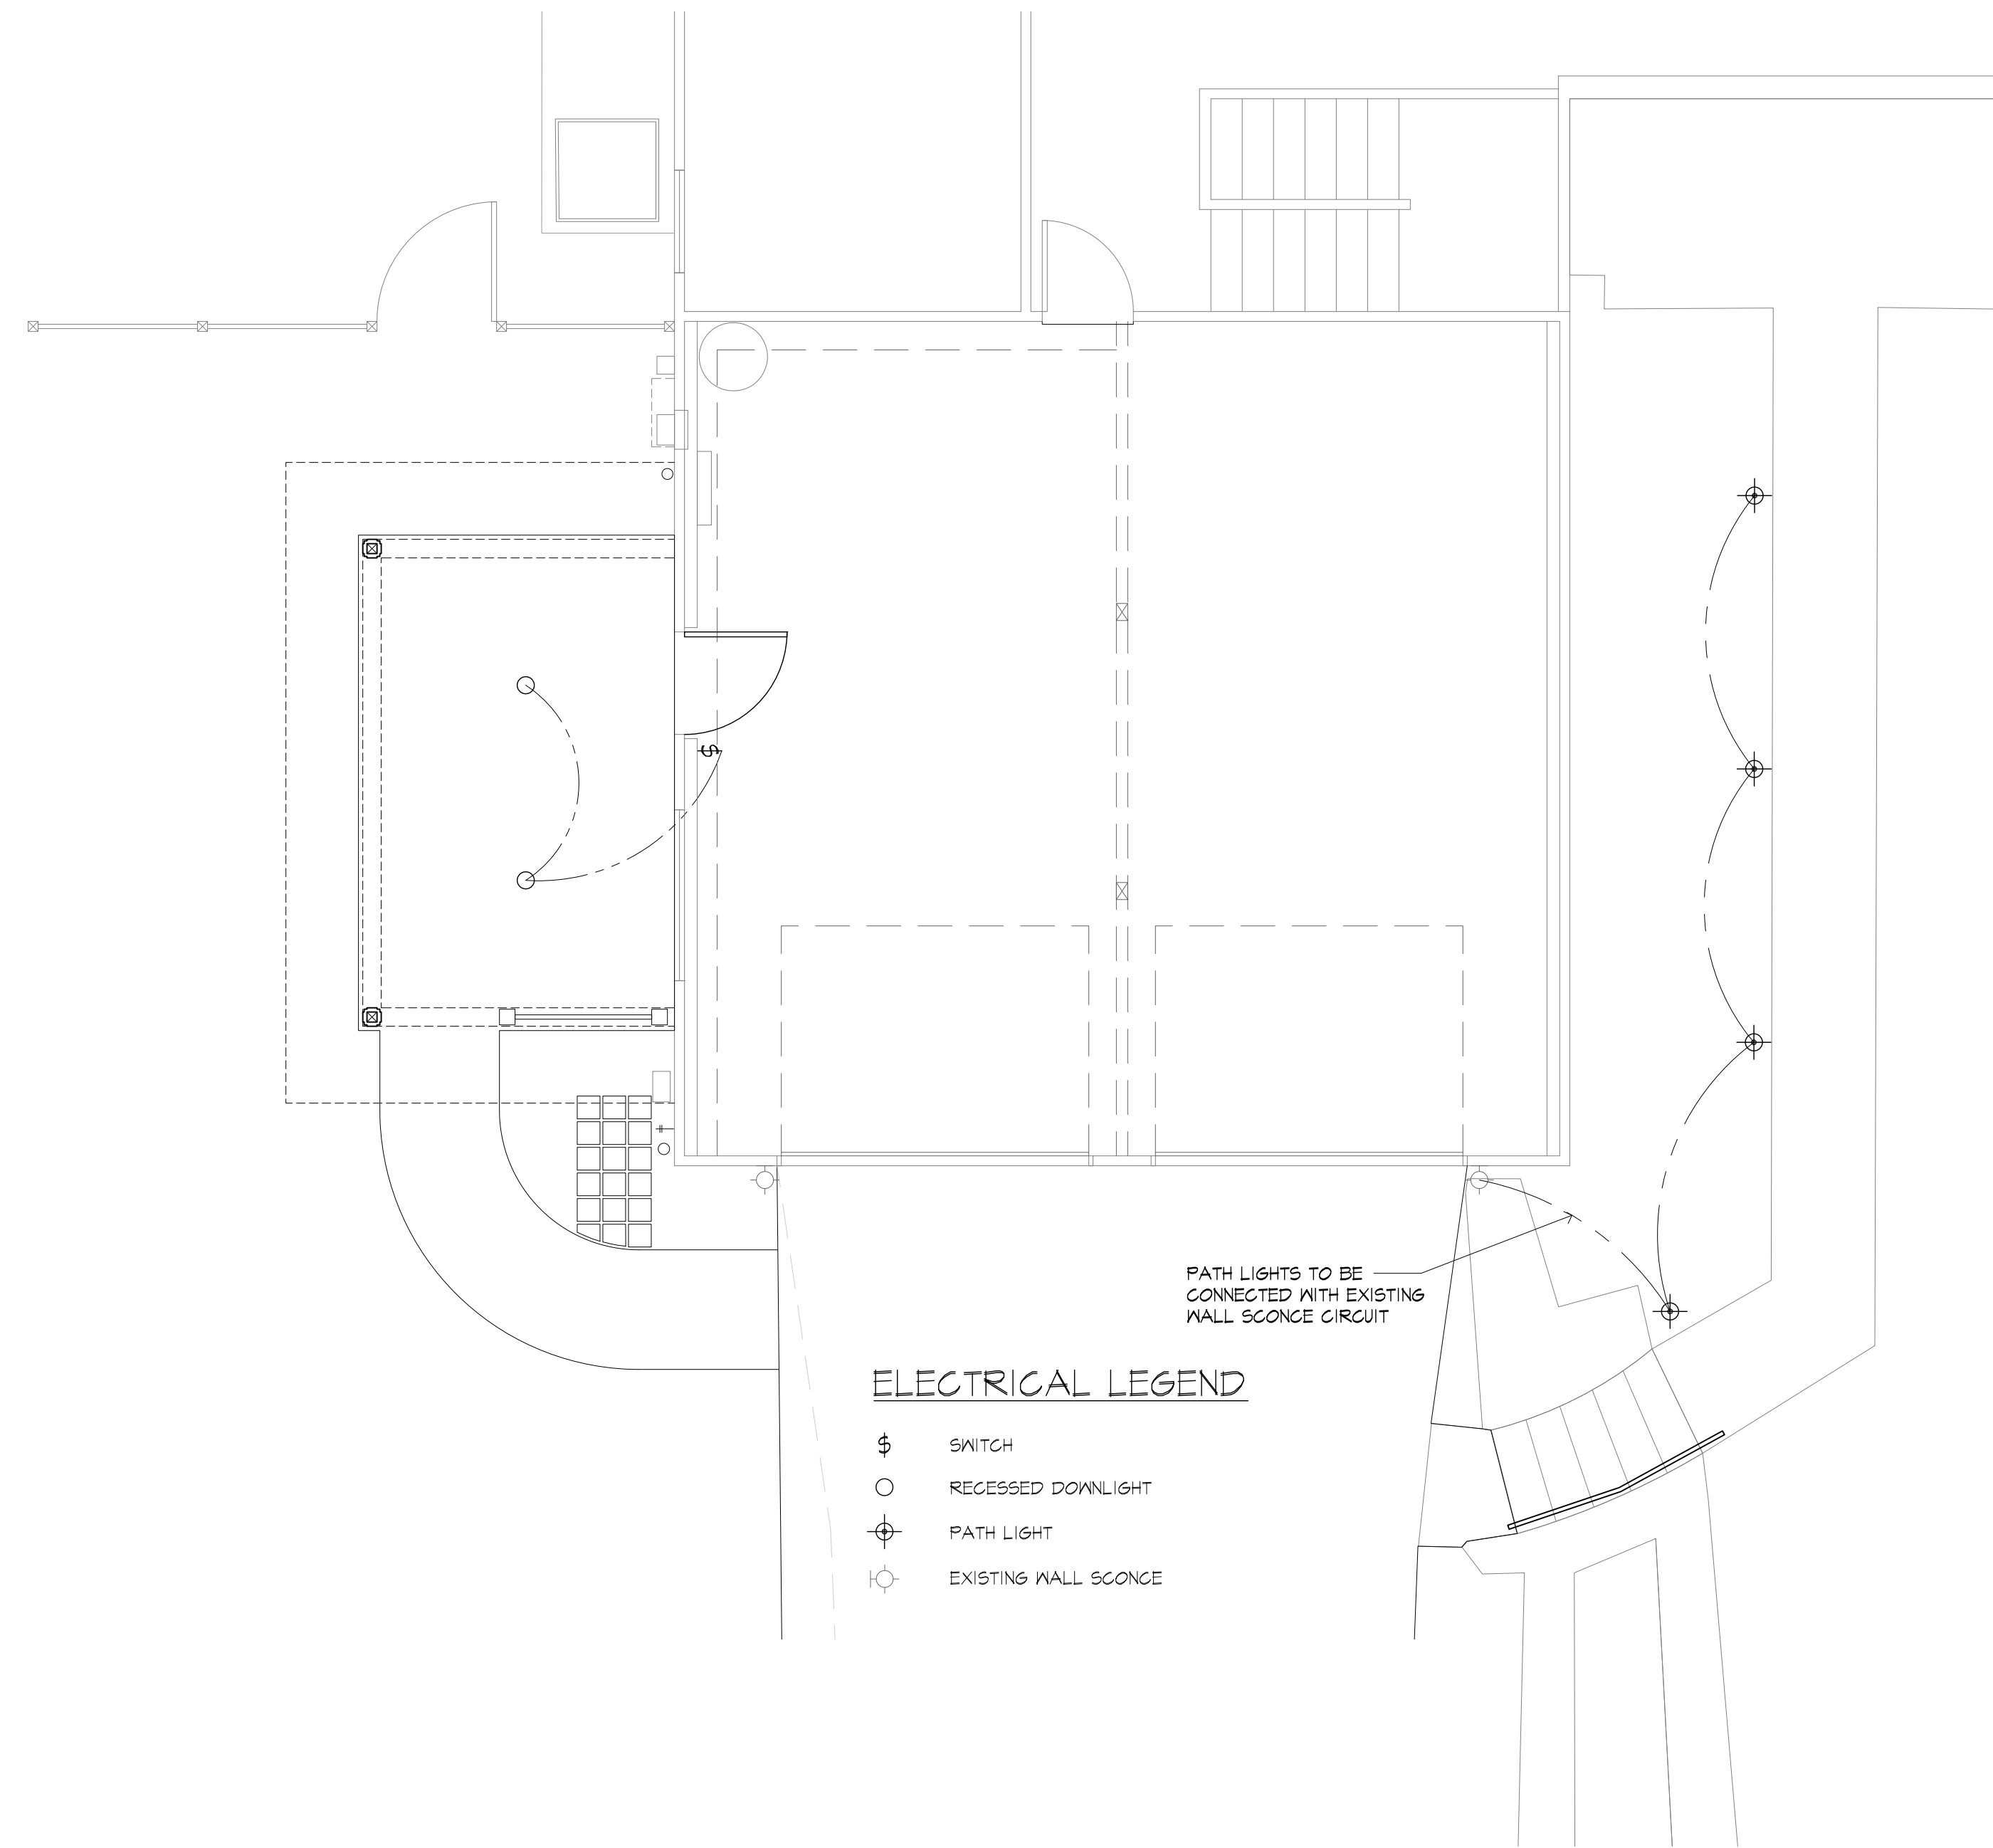 $
PATH LIGHTS TO BE
CONNECTED WITH EXISTING
WALL SCONCE CIRCUIT
ELECTRICAL LEGEND
$ SWITCH
RECESSED DOWNLIGHT
PATH LIGHT
EXISTING WALL SCONCE